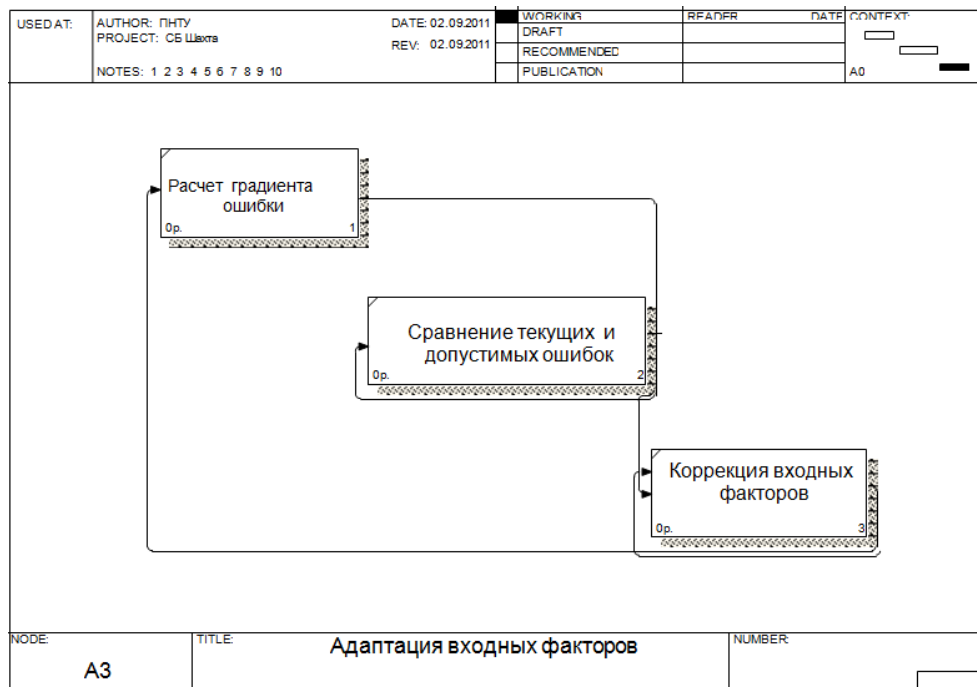 USED AT:
AUTHOR: ПНТУ
DATE: 02.09.2011
PROJECT: СБ Шахта
REV: 02.09.2011
NOTES: 1 2 3 4 5 6 7 8 9 10
WORKING
READER
DATE
CONTEXT:
DRAFT
RECOMMENDED
PUBLICATION
A0
Расчет градиента
ошибки
0р.
1
Сравнение текущих и
допустимых ошибок
0р.
2
Коррекция входных
факторов
0р.
3
NODE:
A3
TITLE:
Адаптация входных факторов
NUMBER: